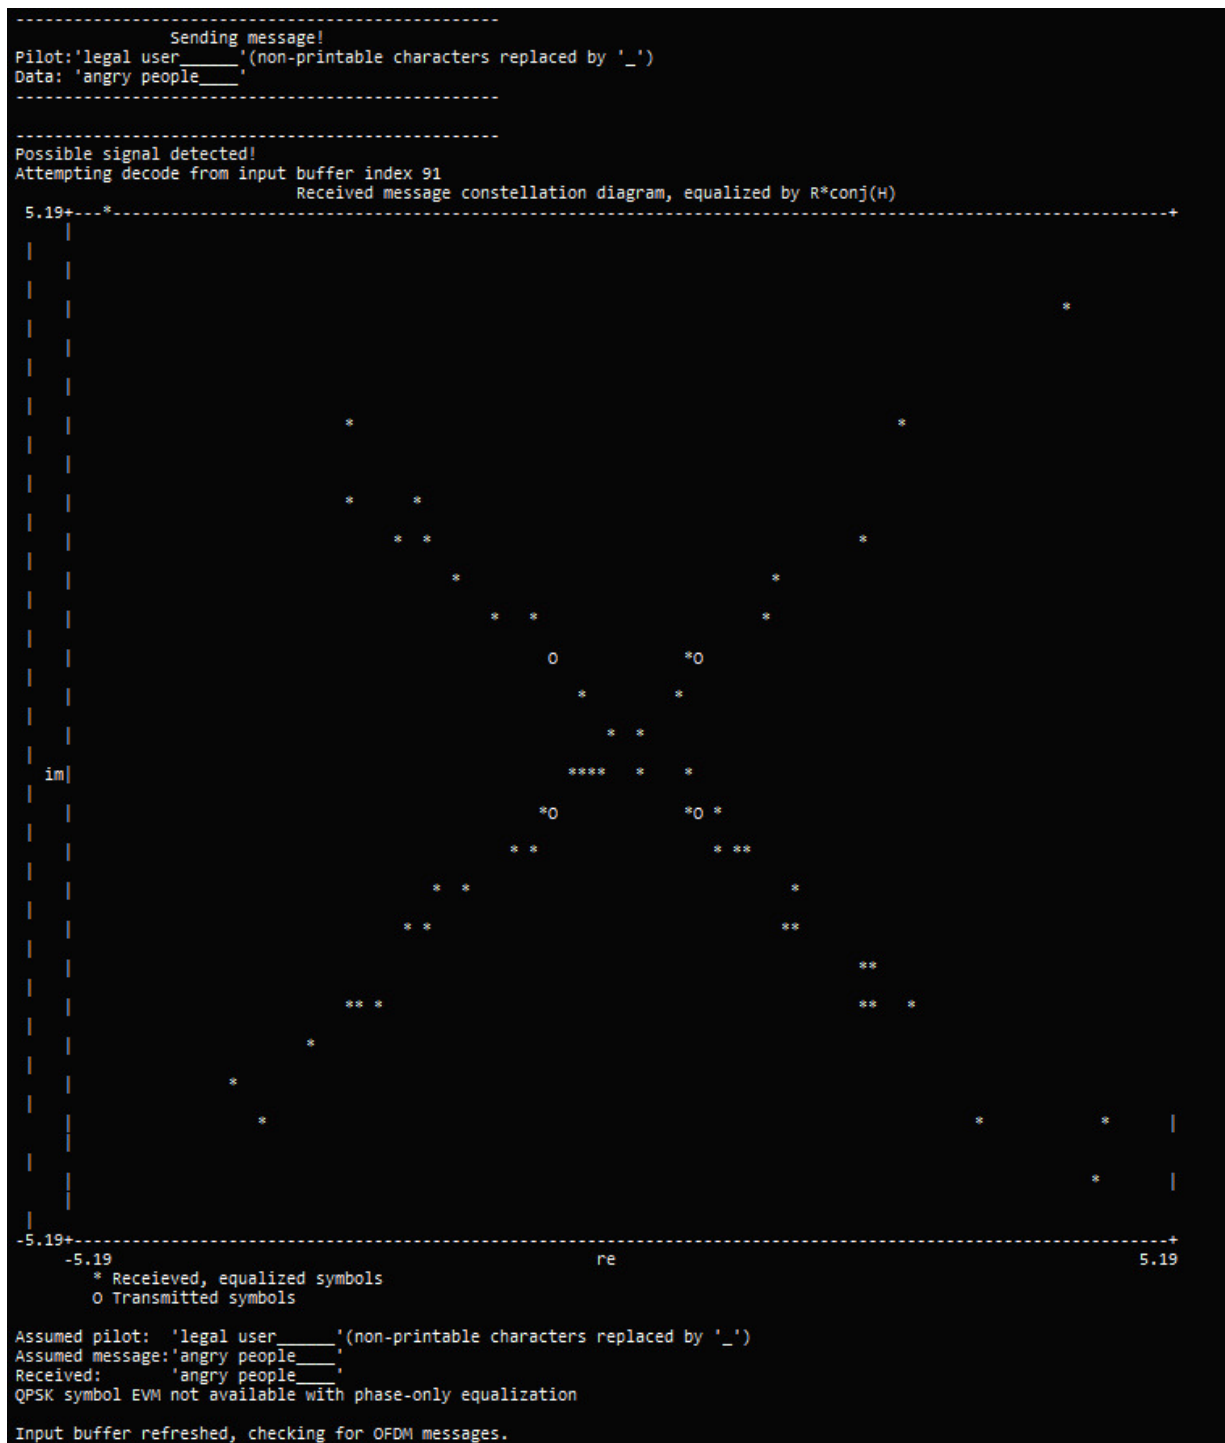 --------------------------------------------------
Sending message!
Pilot:'legal user______'(non-printable characters replaced by '_')
Data: 'angry people____'
--------------------------------------------------
--------------------------------------------------
Possible signal detected!
Attempting decode from input buffer index 91
Received message constellation diagram, equalized by R*conj(H)
5.19
im
-5.19
-5.19 re 5.19
* Receieved, equalized symbols
O Transmitted symbols
Assumed pilot: 'legal user______'(non-printable characters replaced by '_')
Assumed message:'angry people____'
Received: 'angry people____'
QPSK symbol EVM not available with phase-only equalization
Input buffer refreshed, checking for OFDM messages.